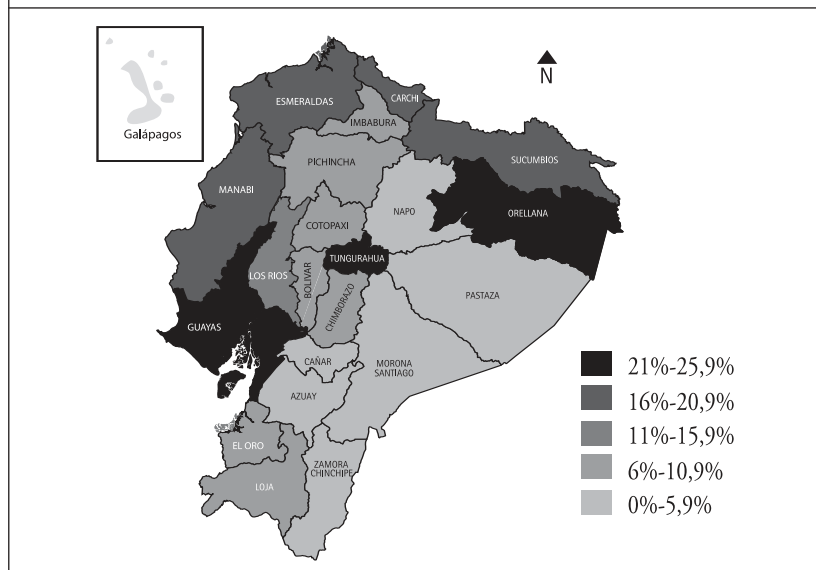 Galápagos
N
ESMERALDAS
CARCHI
IMBABURA
PICHINCHA
SUCUMBIOS
MANABI
NAPO
ORELLANA
COTOPAXI
TUNGURAHUA
LOS RIOS
BOLIVAR
CHIMBORAZO
PASTAZA
GUAYAS
CAÑAR
MORONA
SANTIAGO
AZUAY
EL ORO
ZAMORA
CHINCHIPE
LOJA
21%-25,9%
16%-20,9%
11%-15,9%
6%-10,9%
0%-5,9%